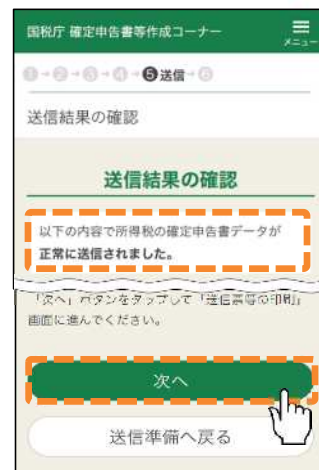 国税庁 確定申告書等作成コーナー
メニュー
❶→❷→❸→❹→❺送信→❻
送信結果の確認
送信結果の確認
以下の内容で所得税の確定申告書データが
正常に送信されました。
「次へ」ボタンをタップして「送信票等の印刷」
画面に進んでください。
次へ
送信準備へ戻る